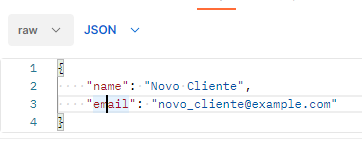 raw JSON
1 {
2 "name": "Novo Cliente",
3 "email": "novo_cliente@example.com"
4 }